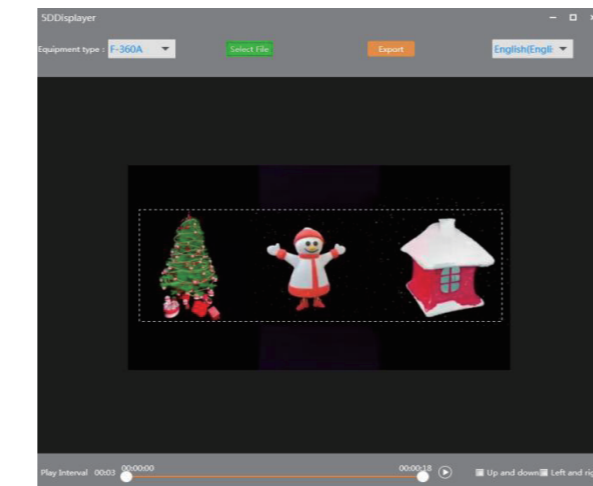 5DDisplayer
Equipment type : F-360A Select File Export English(Engli
Play Interval 00:03 00:00:00 00:00:18 Up and down Left and rig